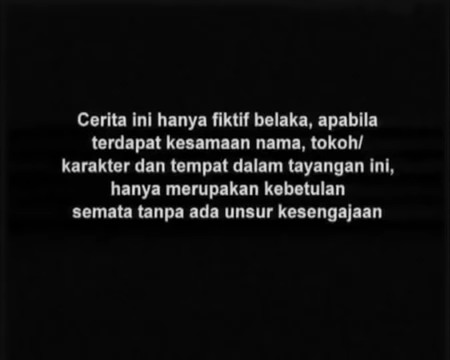 Cerita ini hanya fiktif belaka, apabila
terdapat kesamaan nama, tokoh/
karakter dan tempat dalam tayangan ini,
hanya merupakan kebetulan
semata tanpa ada unsur kesengajaan